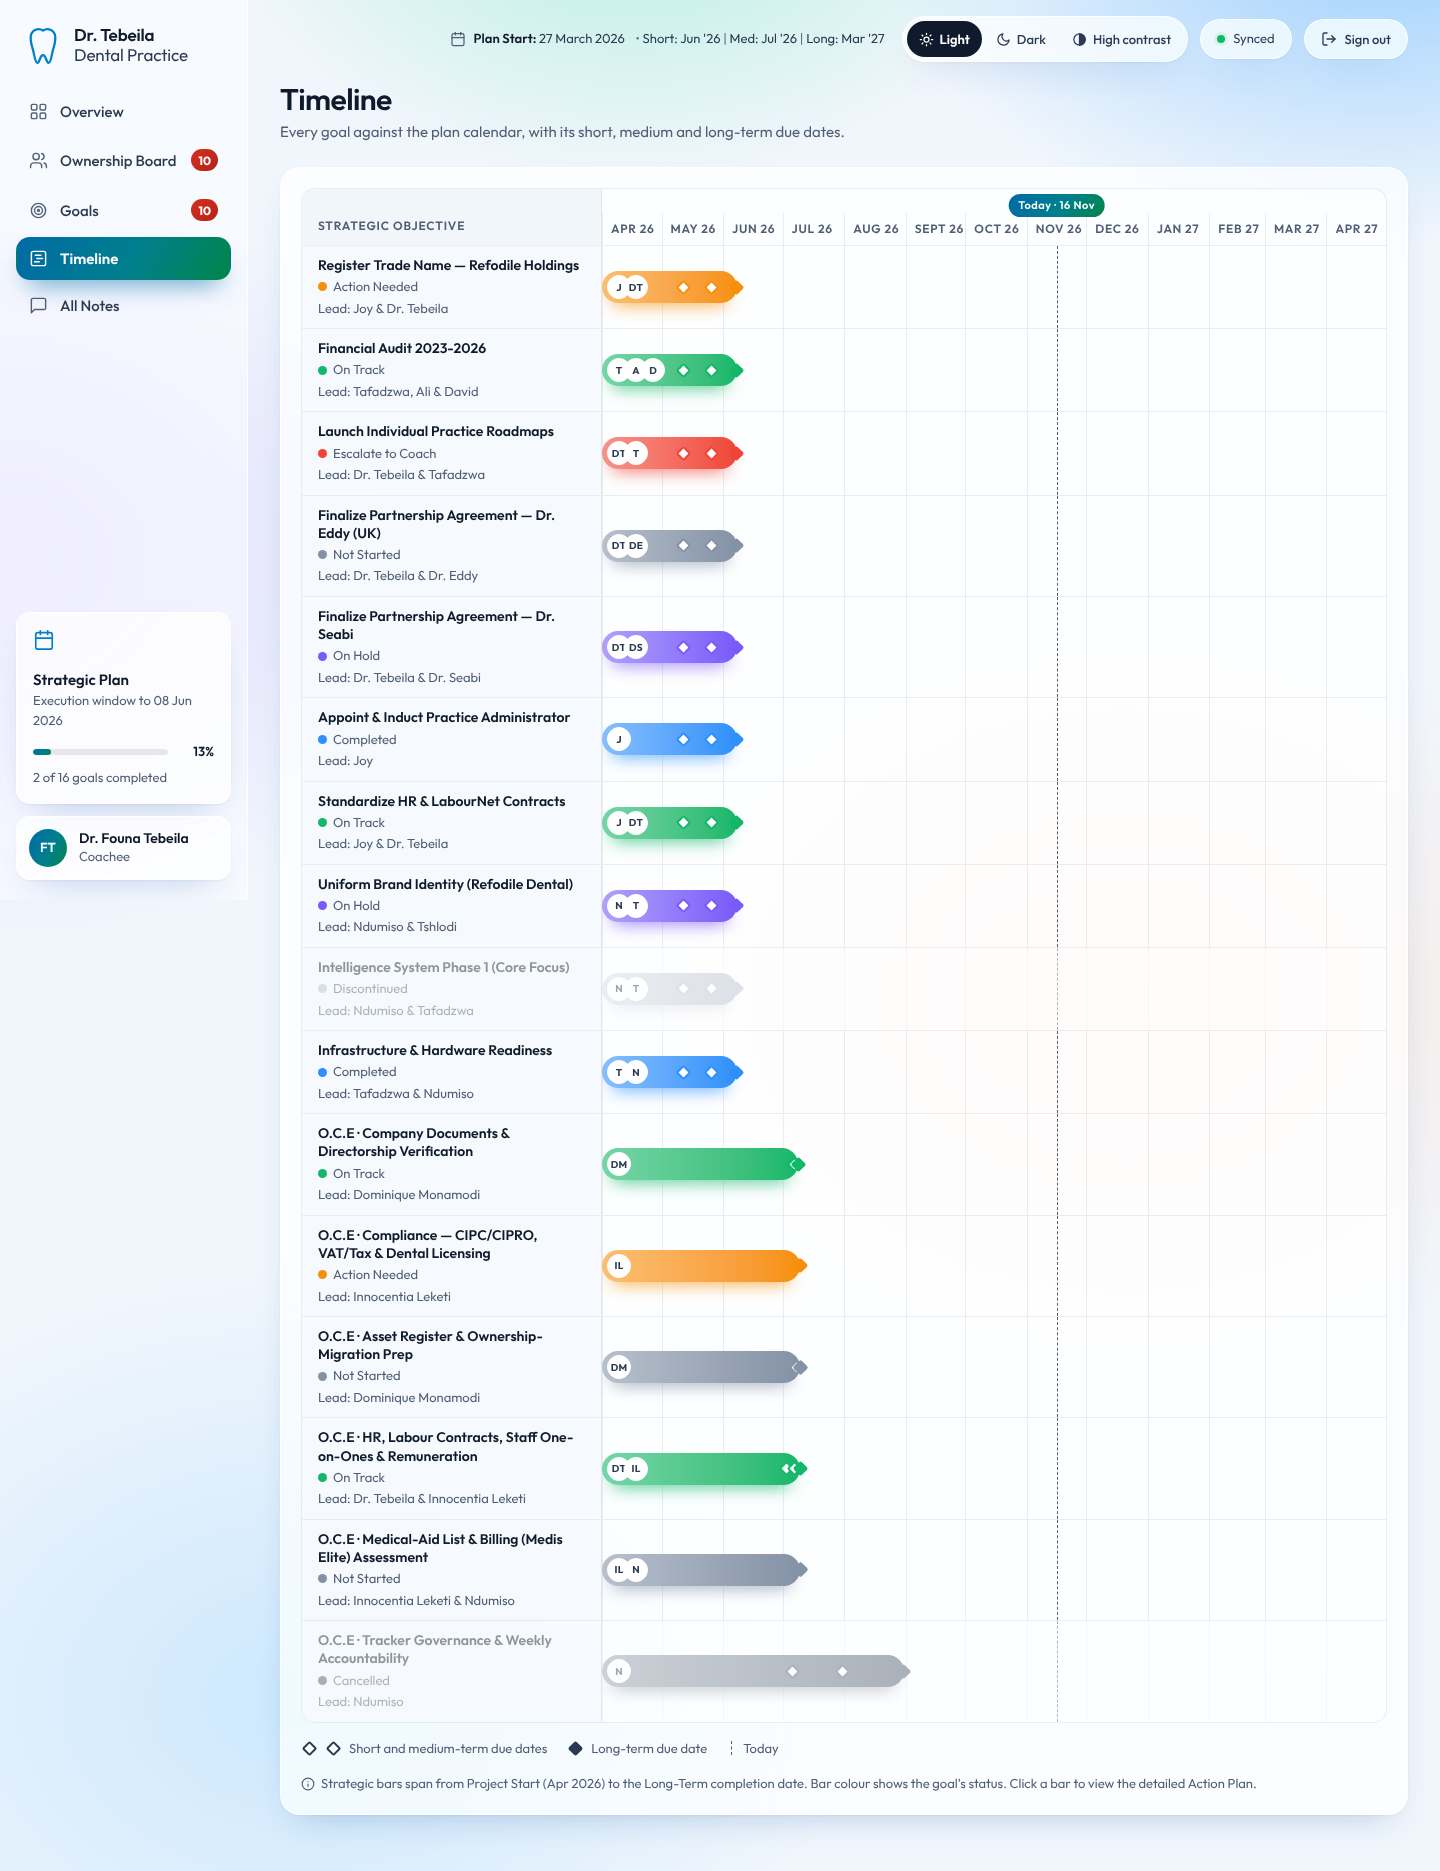 Dr. Tebeila
Dental Practice
Overview
Ownership Board 10
Goals 10
Timeline
All Notes
Strategic Plan
Execution window to 08 Jun
2026
13%
2 of 16 goals completed
FT
Dr. Founa Tebeila
Coachee
Plan Start: 27 March 2026 • Short: Jun '26 | Med: Jul '26 | Long: Mar '27
Light
Dark
High contrast
Synced
Sign out
Timeline
Every goal against the plan calendar, with its short, medium and long-term due dates.
Today · 16 Nov
STRATEGIC OBJECTIVE APR 26 MAY 26 JUN 26 JUL 26 AUG 26 SEPT 26 OCT 26 NOV 26 DEC 26 JAN 27 FEB 27 MAR 27 APR 27
Register Trade Name — Refodile Holdings
Action Needed
Lead: Joy & Dr. Tebeila
J DT
Financial Audit 2023-2026
On Track
Lead: Tafadzwa, Ali & David
T A D
Launch Individual Practice Roadmaps
Escalate to Coach
Lead: Dr. Tebeila & Tafadzwa
DT T
Finalize Partnership Agreement — Dr.
Eddy (UK)
Not Started
Lead: Dr. Tebeila & Dr. Eddy
DT DE
Finalize Partnership Agreement — Dr.
Seabi
On Hold
Lead: Dr. Tebeila & Dr. Seabi
DT DS
Appoint & Induct Practice Administrator
Completed
Lead: Joy
J
Standardize HR & LabourNet Contracts
On Track
Lead: Joy & Dr. Tebeila
J DT
Uniform Brand Identity (Refodile Dental)
On Hold
Lead: Ndumiso & Tshlodi
N T
Intelligence System Phase 1 (Core Focus)
Discontinued
Lead: Ndumiso & Tafadzwa
N T
Infrastructure & Hardware Readiness
Completed
Lead: Tafadzwa & Ndumiso
T N
O.C.E · Company Documents &
Directorship Verification
On Track
Lead: Dominique Monamodi
DM
O.C.E · Compliance — CIPC/CIPRO,
VAT/Tax & Dental Licensing
Action Needed
Lead: Innocentia Leketi
IL
O.C.E · Asset Register & Ownership-
Migration Prep
Not Started
Lead: Dominique Monamodi
DM
O.C.E · HR, Labour Contracts, Staff One-
on-Ones & Remuneration
On Track
Lead: Dr. Tebeila & Innocentia Leketi
DT IL
O.C.E · Medical-Aid List & Billing (Medis
Elite) Assessment
Not Started
Lead: Innocentia Leketi & Ndumiso
IL N
O.C.E · Tracker Governance & Weekly
Accountability
Cancelled
Lead: Ndumiso
N
Short and medium-term due dates Long-term due date Today
Strategic bars span from Project Start (Apr 2026) to the Long-Term completion date. Bar colour shows the goal's status. Click a bar to view the detailed Action Plan.